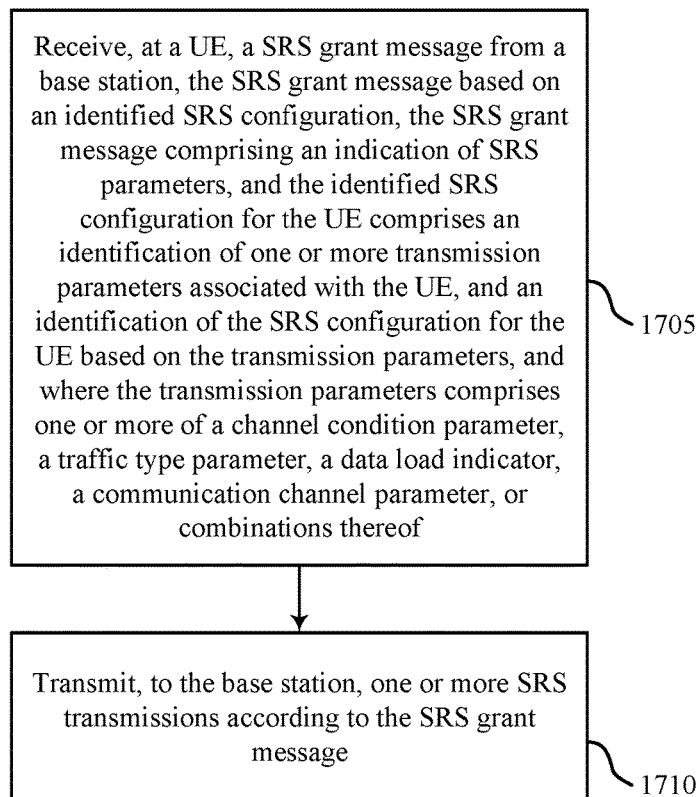 Receive, at a UE, a SRS grant message from a
base station, the SRS grant message based on
an identified SRS configuration, the SRS grant
message comprising an indication of SRS
parameters, and the identified SRS
configuration for the UE comprises an
identification of one or more transmission
parameters associated with the UE, and an
identification of the SRS configuration for the
UE based on the transmission parameters, and
where the transmission parameters comprises
one or more of a channel condition parameter,
a traffic type parameter, a data load indicator,
a communication channel parameter, or
combinations thereof
1705
Transmit, to the base station, one or more SRS
transmissions according to the SRS grant
message
1710